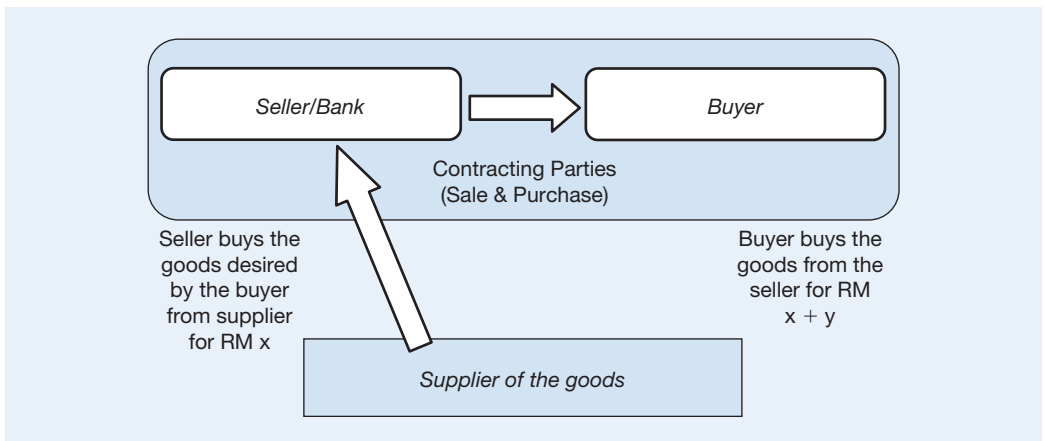 Seller/Bank
Buyer
Contracting Parties
(Sale & Purchase)
Seller buys the
goods desired
by the buyer
from supplier
for RM x
Buyer buys the
goods from the
seller for RM
x + y
Supplier of the goods